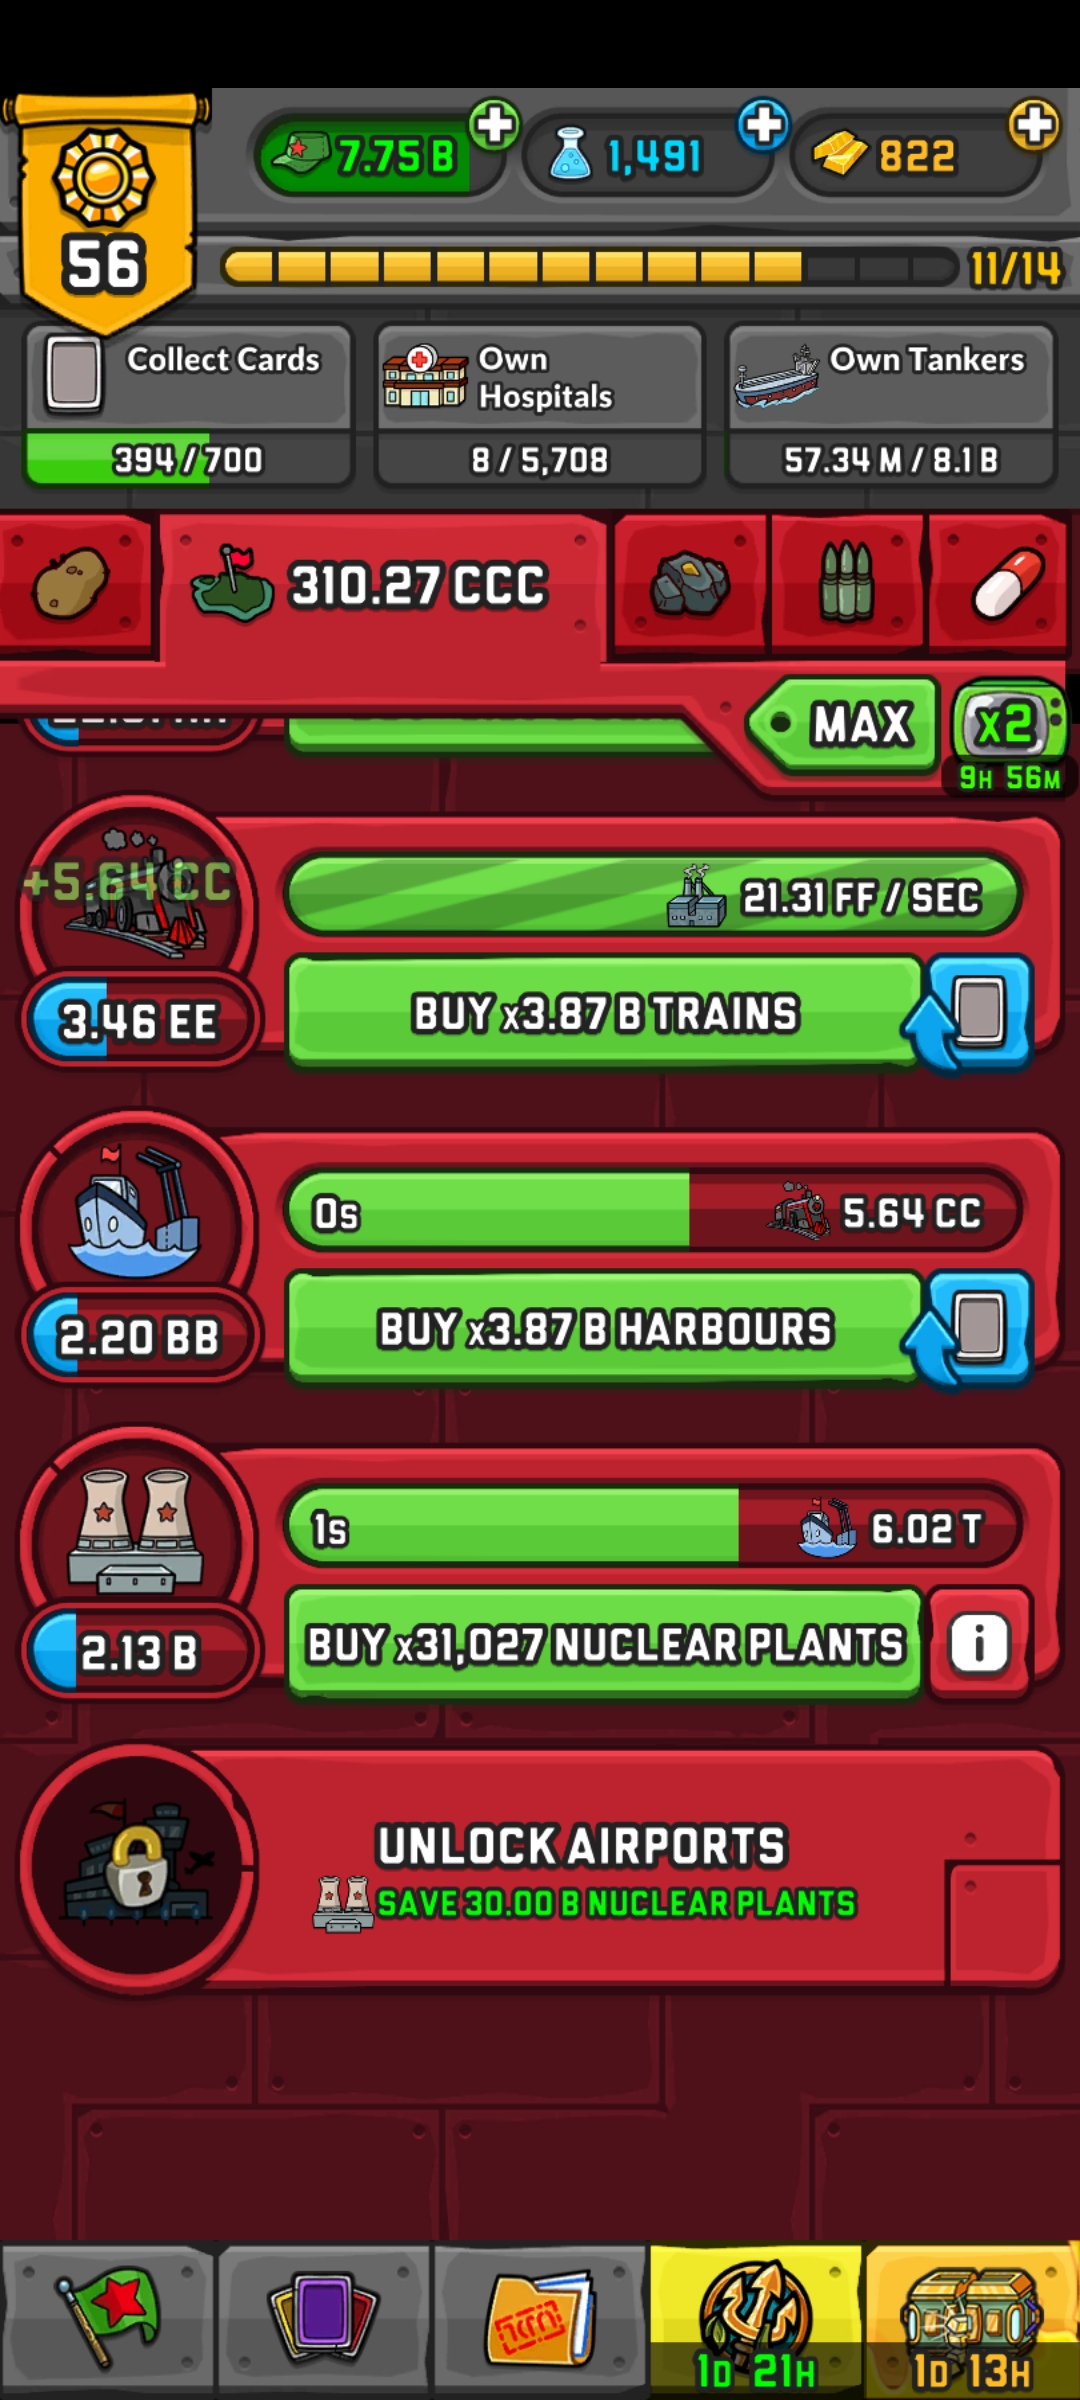 7.75 B
1,491
822
56
11/14
Collect Cards
Own
Hospitals
Own Tankers
394 / 700
8 / 5,708
57.34 M / 8.1 B
310.27 CCC
MAX
x2
9H 56M
+5.64 CC
21.31 FF / SEC
3.46 EE
BUY x3.87 B TRAINS
0s
5.64 CC
2.20 BB
BUY x3.87 B HARBOURS
1s
6.02 T
2.13 B
BUY x31,027 NUCLEAR PLANTS
i
UNLOCK AIRPORTS
SAVE 30.00 B NUCLEAR PLANTS
1D 21H
1D 13H